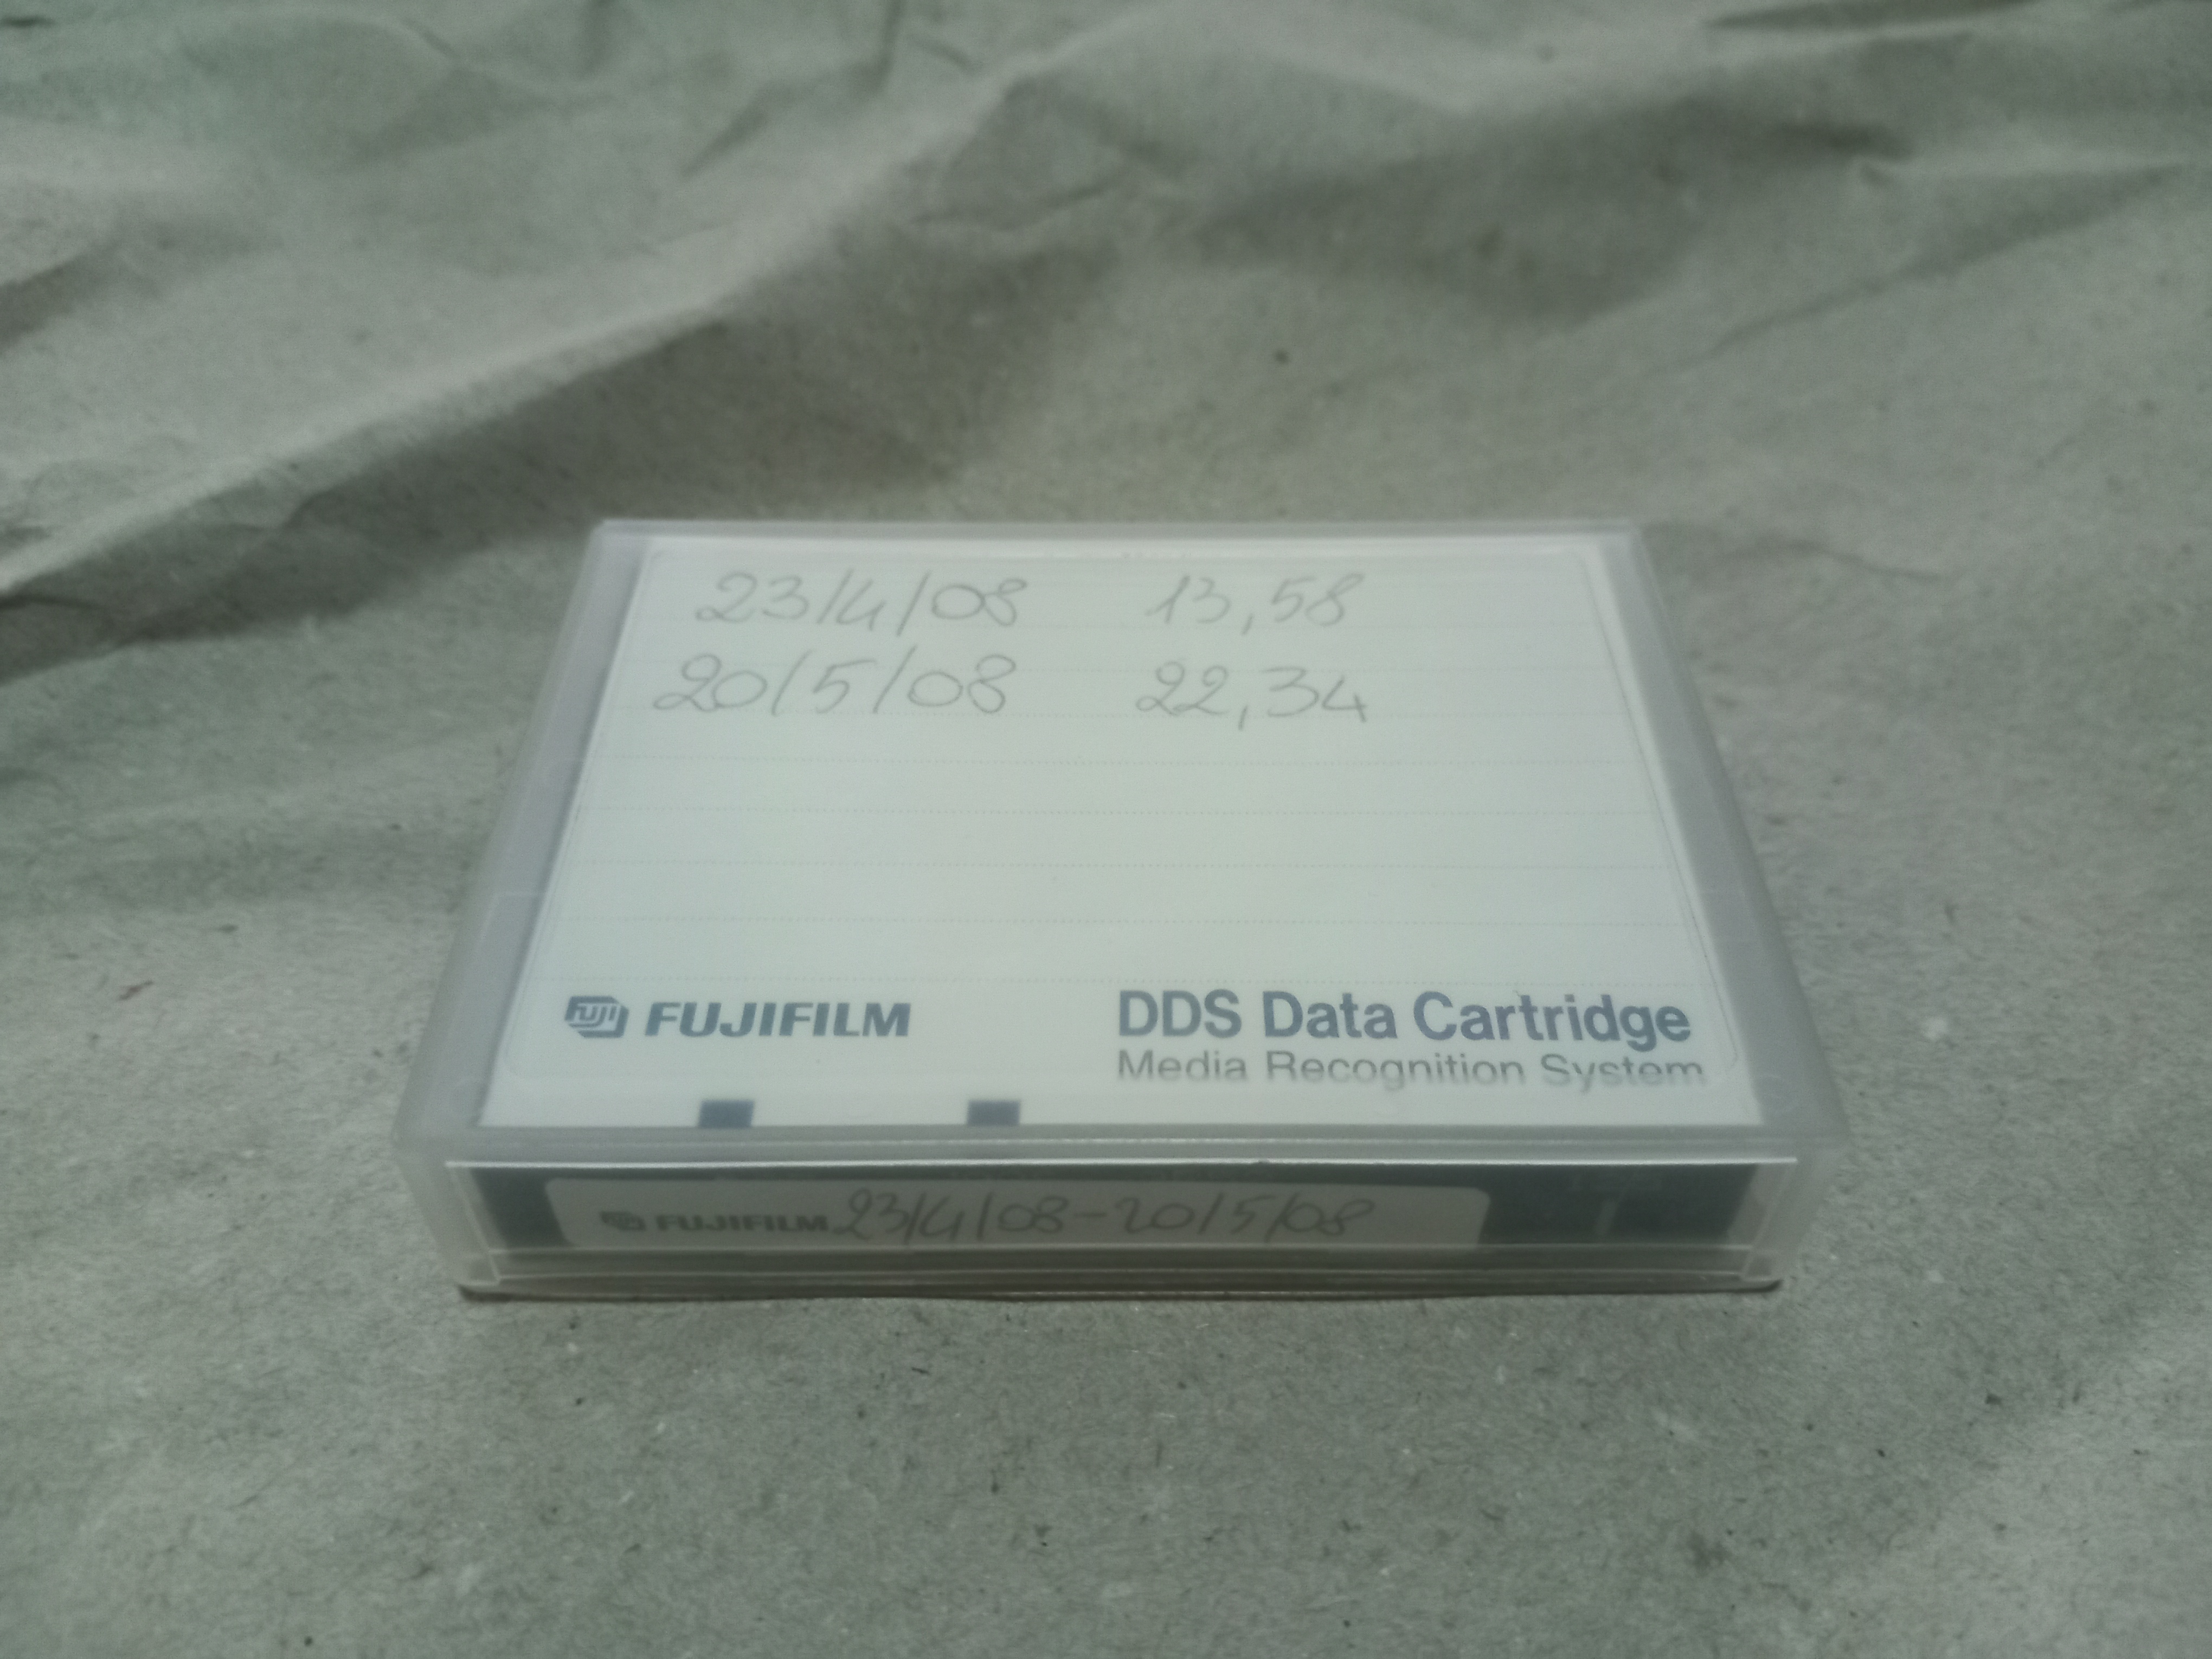 23/4/08 13,58
20/5/08 22,34
FUJI FUJIFILM DDS Data Cartridge
Media Recognition System
FUJIFILM 23/4/08-20/5/08